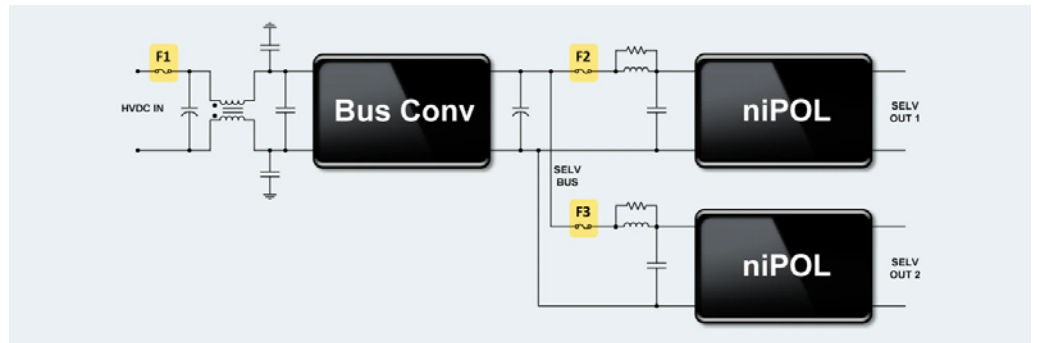 F1
HVDC IN
Bus Conv
F2
niPOL
SELV
OUT 1
SELV
BUS
F3
niPOL
SELV
OUT 2